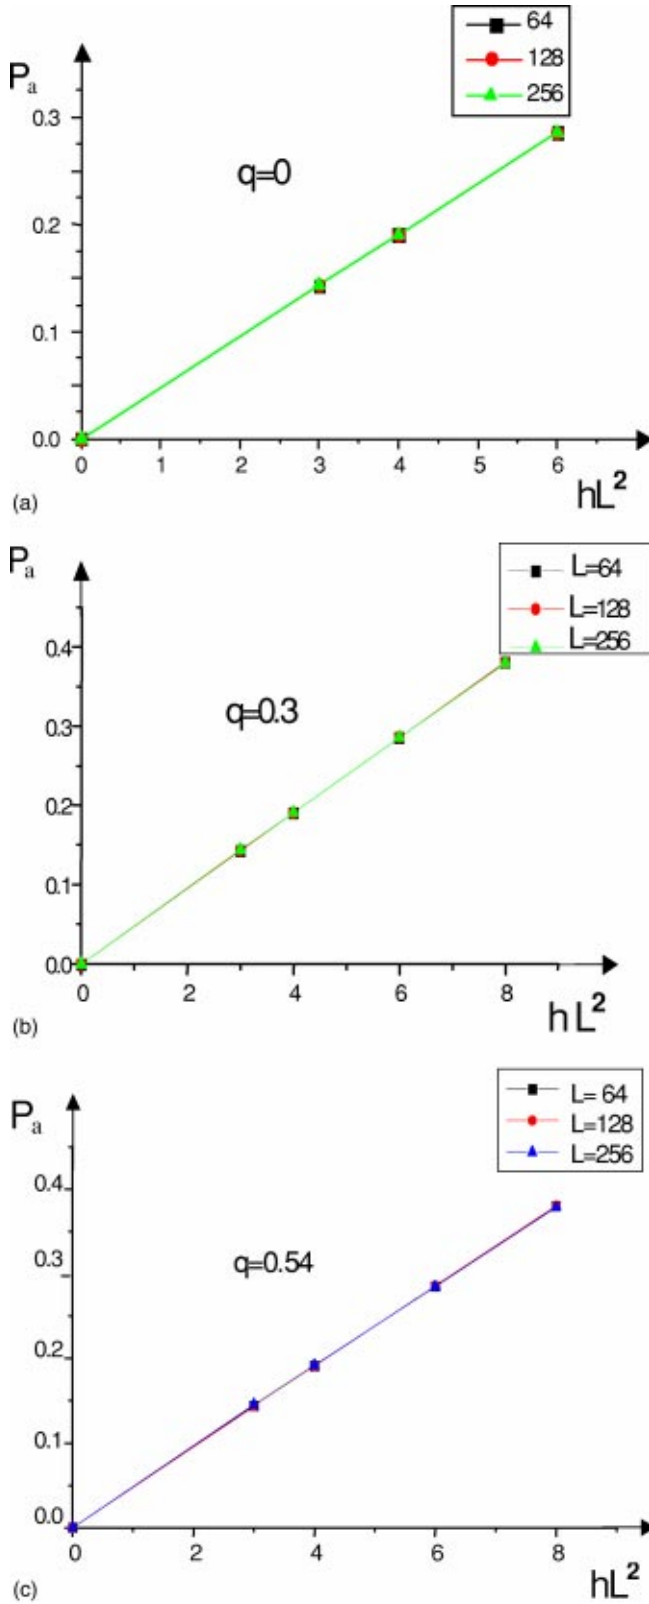 64
128
256
Pₐ
0.3
q=0
0.2
0.1
0.0
0 1 2 3 4 5 6
hL²
(a)
Pₐ
L=64
L=128
L=256
0.4
q=0.3
0.3
0.2
0.1
0.0
0 2 4 6 8
hL²
(b)
Pₐ
L= 64
L=128
L=256
0.4
0.3
q=0.54
0.2
0.1
0.0
0 2 4 6 8
hL²
(c)